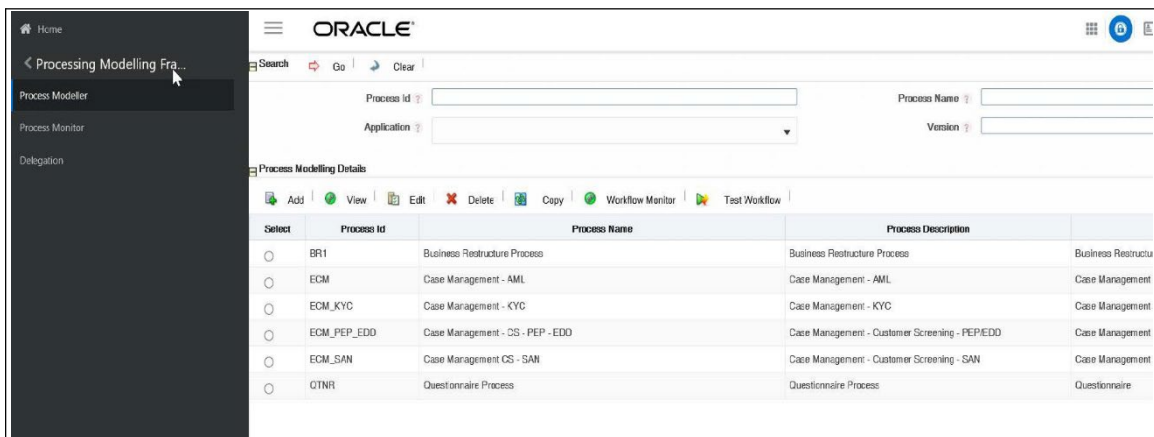 Home
ORACLE
Processing Modelling Fra...
Search Go Clear
Process Modeller
Process Id ? Process Name ?
Process Monitor
Application ? Version ?
Delegation
Process Modelling Details
Add View Edit Delete Copy Workflow Monitor Test Workflow
Select Process Id Process Name Process Description
BR1 Business Restructure Process Business Restructure Process Business Restructu
ECM Case Management - AML Case Management - AML Case Management
ECM_KYC Case Management - KYC Case Management - KYC Case Management
ECM_PEP_EDD Case Management - CS - PEP - EDD Case Management - Customer Screening - PEP/EDD Case Management
ECM_SAN Case Management CS - SAN Case Management - Customer Screening - SAN Case Management
QTNR Questionnaire Process Questionnaire Process Questionnaire